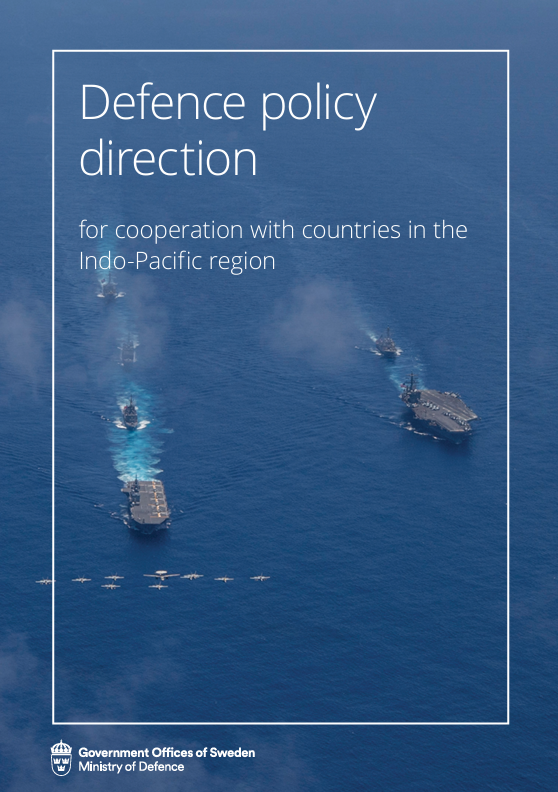 Defence policy
direction
for cooperation with countries in the
Indo-Pacific region
Government Offices of Sweden
Ministry of Defence